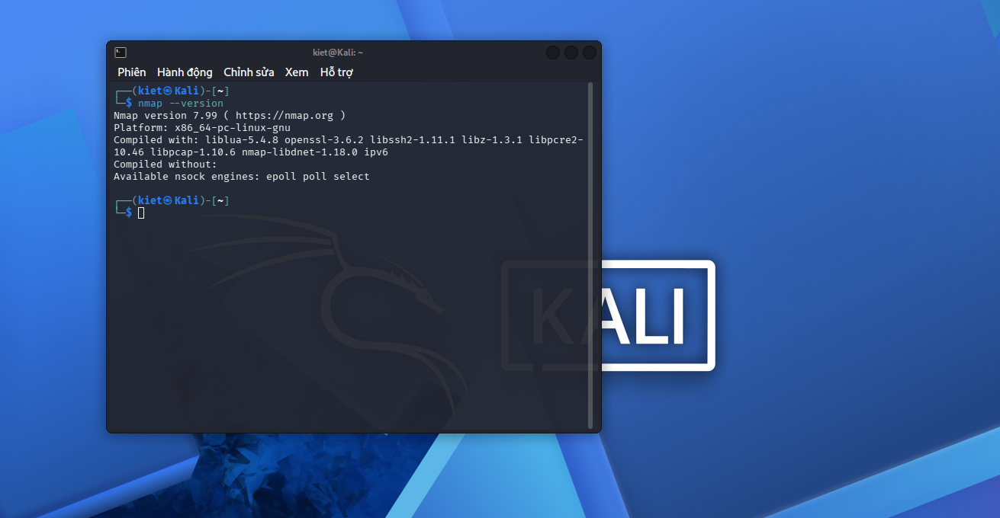 kiet@Kali: ~
Phiên Hành động Chỉnh sửa Xem Hỗ trợ
┌──(kiet㉿Kali)-[~]
└─$ nmap --version
Nmap version 7.99 ( https://nmap.org )
Platform: x86_64-pc-linux-gnu
Compiled with: liblua-5.4.8 openssl-3.6.2 libssh2-1.11.1 libz-1.3.1 libpcre2-
10.46 libpcap-1.10.6 nmap-libdnet-1.18.0 ipv6
Compiled without:
Available nsock engines: epoll poll select
┌──(kiet㉿Kali)-[~]
└─$
KALI